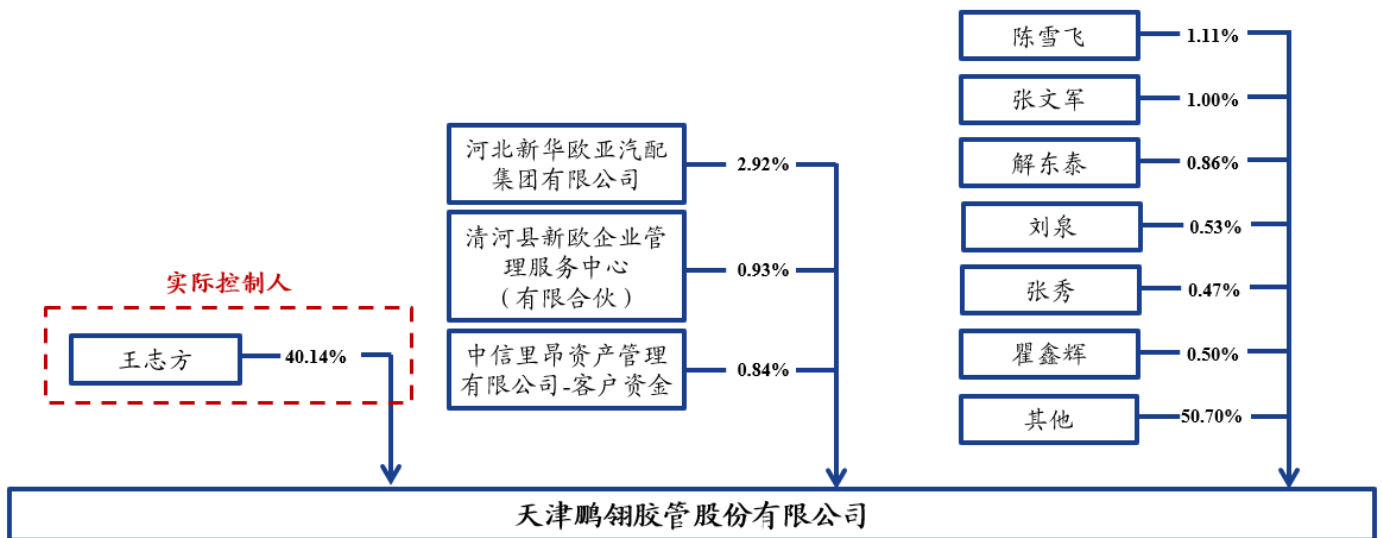 实际控制人
王志方
40.14%
河北新华欧亚汽配
集团有限公司
2.92%
清河县新欧企业管
理服务中心
（有限合伙）
0.93%
中信里昂资产管理
有限公司-客户资金
0.84%
陈雪飞
1.11%
张文军
1.00%
解东泰
0.86%
刘泉
0.53%
张秀
0.47%
瞿鑫辉
0.50%
其他
50.70%
天津鹏翎胶管股份有限公司